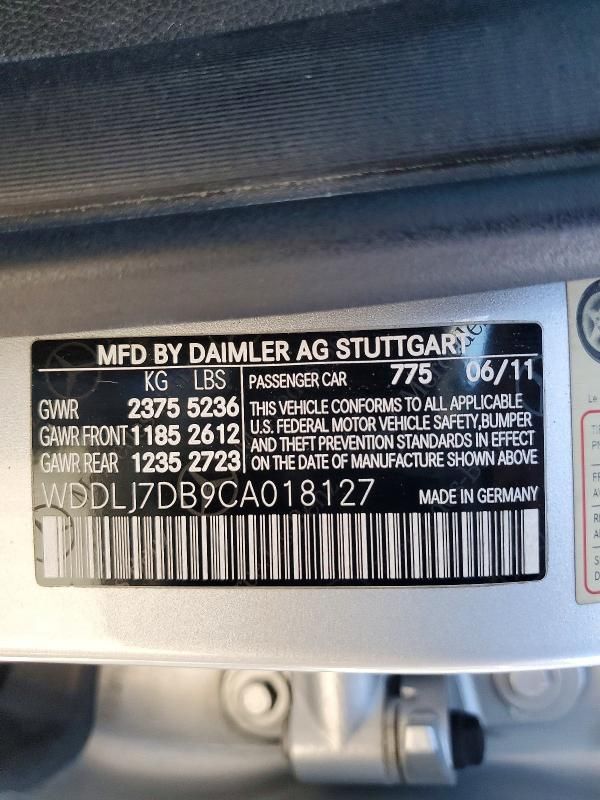 MFD BY DAIMLER AG STUTTGART
KG LBS
GVWR 2375 5236
GAWR FRONT 1185 2612
GAWR REAR 1235 2723
PASSENGER CAR 775 06/11
THIS VEHICLE CONFORMS TO ALL APPLICABLE
U.S. FEDERAL MOTOR VEHICLE SAFETY,BUMPER
AND THEFT PREVENTION STANDARDS IN EFFECT
ON THE DATE OF MANUFACTURE SHOWN ABOVE
WDDLJ7DB9CA018127
MADE IN GERMANY
Le